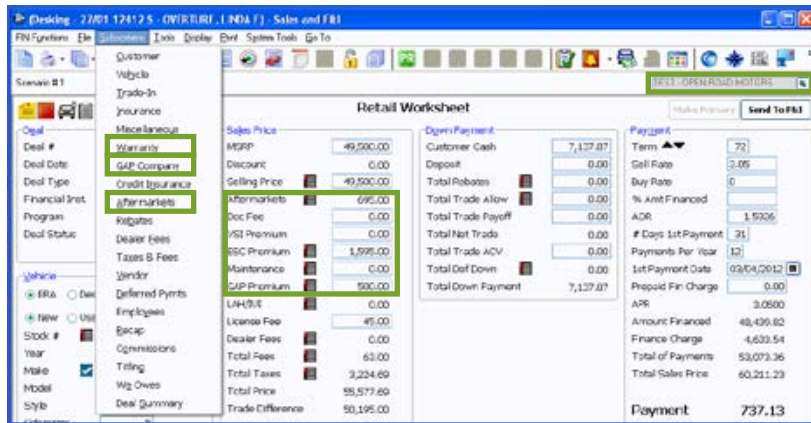 (Desking - 27/01 12412 S - OVERTURF, LINDA F) - Sales and F&I
FIN Functions File Subscreens Tools Display Print System Tools Go To
Scenario #1
TEST - OPEN ROAD MOTORS
Retail Worksheet
Make Primary
Send To F&I
Customer
Vehicle
Trade-In
Insurance
Miscellaneous
Warranty
GAP Company
Credit Insurance
Aftermarkets
Rebates
Dealer Fees
Taxes & Fees
Vendor
Deferred Pymts
Employees
Recap
Commissions
Titling
We Owes
Deal Summary
Deal
Deal #
Deal Date
Deal Type
Financial Inst.
Program
Deal Status
Vehicle
FRA
New
Stock #
Year
Make
Model
Style
Sales Price
MSRP 49,500.00
Discount 0.00
Selling Price 49,500.00
Aftermarkets 695.00
Doc Fee 0.00
VSI Premium 0.00
ESC Premium 1,595.00
Maintenance 0.00
GAP Premium 500.00
LAH/IUI 0.00
License Fee 45.00
Dealer Fees 0.00
Total Fees 63.00
Total Taxes 3,224.69
Total Price 55,577.69
Trade Difference 50,195.00
Down Payment
Customer Cash 7,137.87
Deposit 0.00
Total Rebates 0.00
Total Trade Allow 0.00
Total Trade Payoff 0.00
Total Net Trade 0.00
Total Trade ACV 0.00
Total Def Down 0.00
Total Down Payment 7,137.87
Payment
Term 72
Sell Rate 3.05
Buy Rate 0
% Amt Financed
ADR 1.5926
# Days 1st Payment 31
Payments Per Year 12
1st Payment Date 03/04/2012
Prepaid Fin Charge 0.00
APR 3.0500
Amount Financed 48,439.82
Finance Charge 4,633.54
Total of Payments 53,073.36
Total Sales Price 60,211.23
Payment 737.13